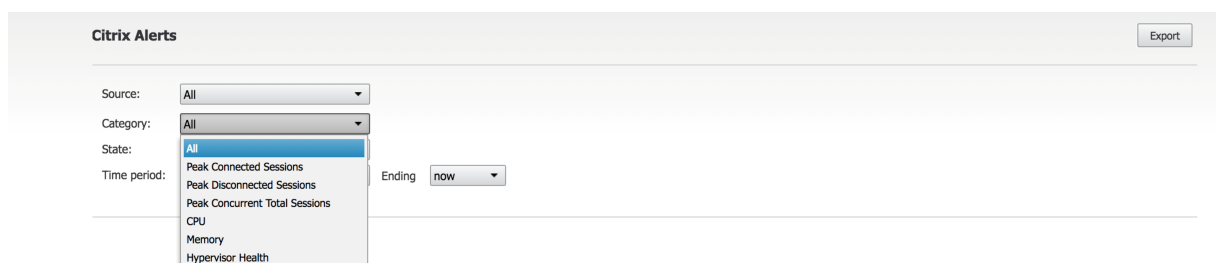 Citrix Alerts
Export
Source: All
Category: All
State: All
Time period: Peak Connected Sessions Ending now
Peak Disconnected Sessions
Peak Concurrent Total Sessions
CPU
Memory
Hypervisor Health